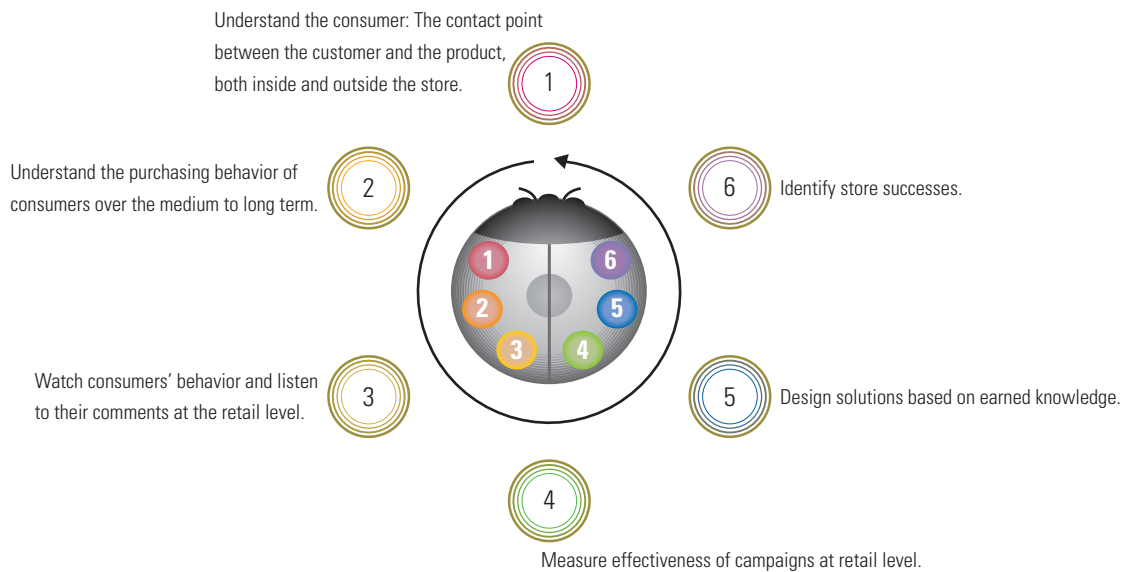 Understand the consumer: The contact point
between the customer and the product,
both inside and outside the store.
1
Understand the purchasing behavior of
consumers over the medium to long term.
2
6
Identify store successes.
1
6
2
5
3
4
Watch consumers’ behavior and listen
to their comments at the retail level.
3
5
Design solutions based on earned knowledge.
4
Measure effectiveness of campaigns at retail level.